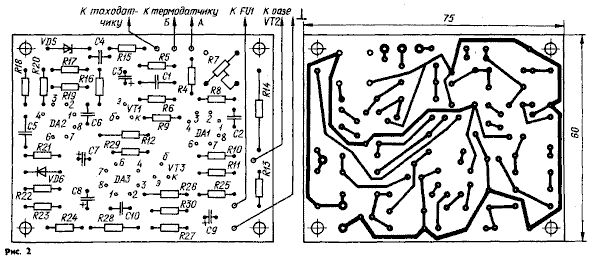 К таходат-
чику
К термодатчику
Б
А
К FU1
К базе
VT2
⊥
75
60
VD5
C4
R15
R5
R7
R18
R20
R17
R16
R19
C3
C1
R4
R8
R14
VT1
R6
DA2
C6
R9
DA1
C2
C5
R12
R21
C7
R29
R10
R11
VT3
VD6
DA3
R22
C8
R26
R25
R13
R23
R30
C10
R24
R28
R27
C9
Рис. 2